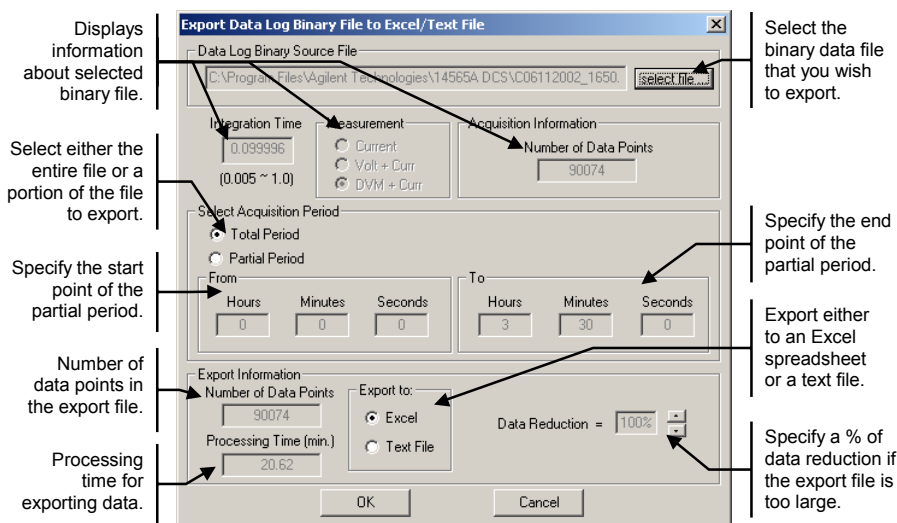 Export Data Log Binary File to Excel/Text File
Data Log Binary Source File
C:\Program Files\Agilent Technologies\14565A DCS\C06112002_1650.
select file....
Integration Time
0.099996
(0.005 ~ 1.0)
Measurement
Current
Volt + Curr
DVM + Curr
Acquisition Information
Number of Data Points
90074
Select Acquisition Period
Total Period
Partial Period
From
Hours Minutes Seconds
0 0 0
To
Hours Minutes Seconds
3 30 0
Export Information
Number of Data Points
90074
Processing Time (min.)
20.62
Export to:
Excel
Text File
Data Reduction = 100%
OK Cancel
Displays
information
about selected
binary file.
Select either the
entire file or a
portion of the file
to export.
Specify the start
point of the
partial period.
Number of
data points in
the export file.
Processing
time for
exporting data.
Select the
binary data file
that you wish
to export.
Specify the end
point of the
partial period.
Export either
to an Excel
spreadsheet
or a text file.
Specify a % of
data reduction if
the export file is
too large.